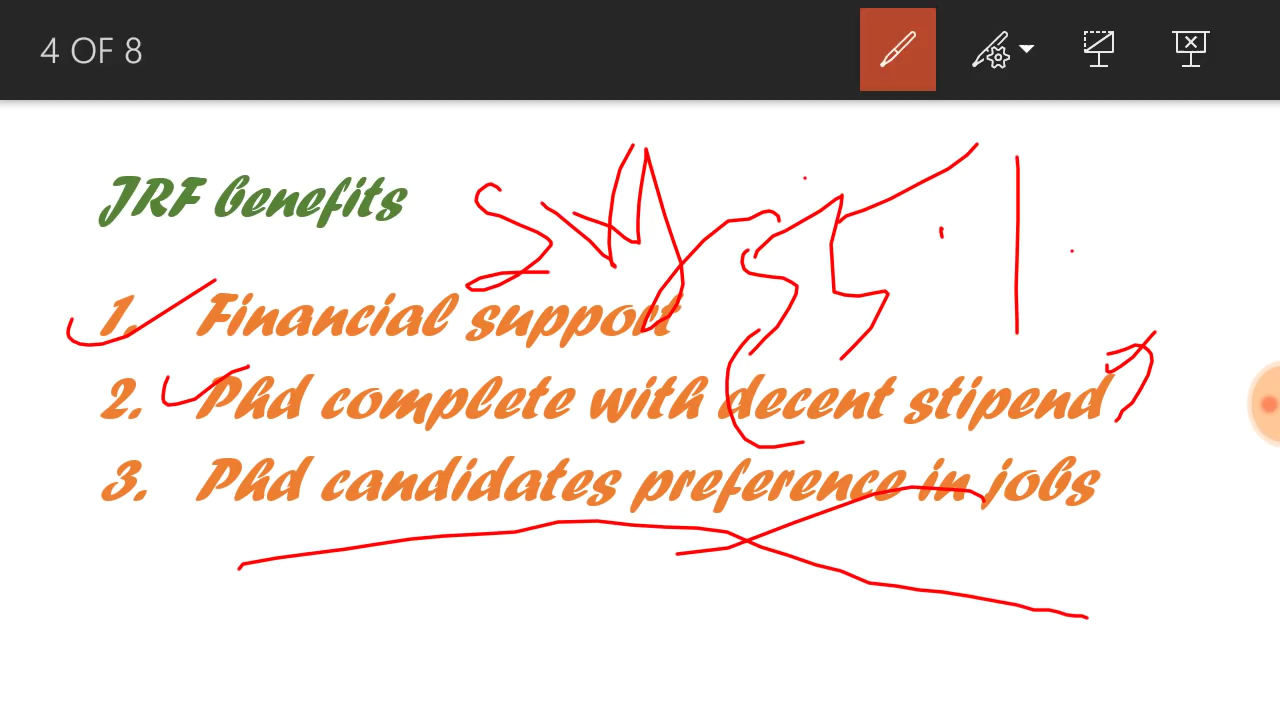 4 OF 8
JRF benefits
1. Financial support
2. Phd complete with decent stipend
3. Phd candidates preference in jobs